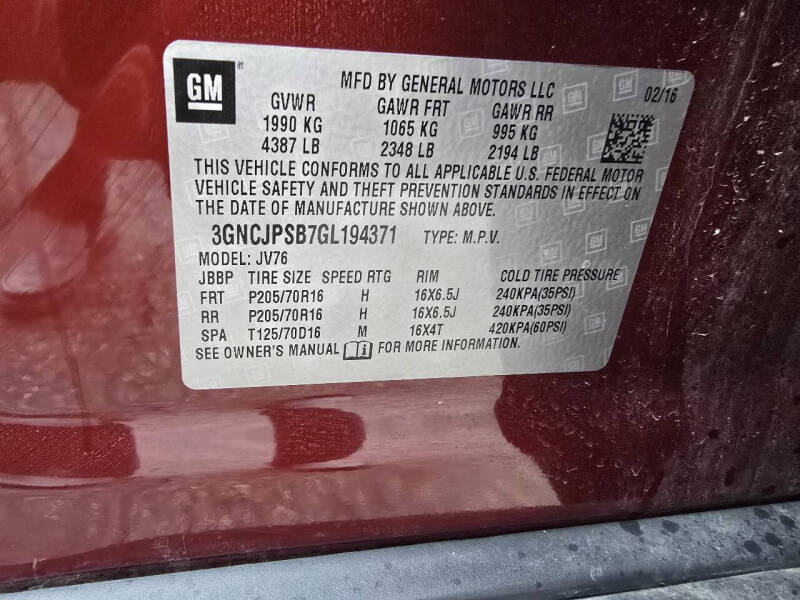 GM
MFD BY GENERAL MOTORS LLC 02/16
GVWR GAWR FRT GAWR RR
1990 KG 1065 KG 995 KG
4387 LB 2348 LB 2194 LB
THIS VEHICLE CONFORMS TO ALL APPLICABLE U.S. FEDERAL MOTOR
VEHICLE SAFETY AND THEFT PREVENTION STANDARDS IN EFFECT ON
THE DATE OF MANUFACTURE SHOWN ABOVE.
3GNCJPSB7GL194371 TYPE: M.P.V.
MODEL: JV76
JBBP TIRE SIZE SPEED RTG RIM COLD TIRE PRESSURE
FRT P205/70R16 H 16X6.5J 240KPA(35PSI)
RR P205/70R16 H 16X6.5J 240KPA(35PSI)
SPA T125/70D16 M 16X4T 420KPA(60PSI)
SEE OWNER'S MANUAL FOR MORE INFORMATION.